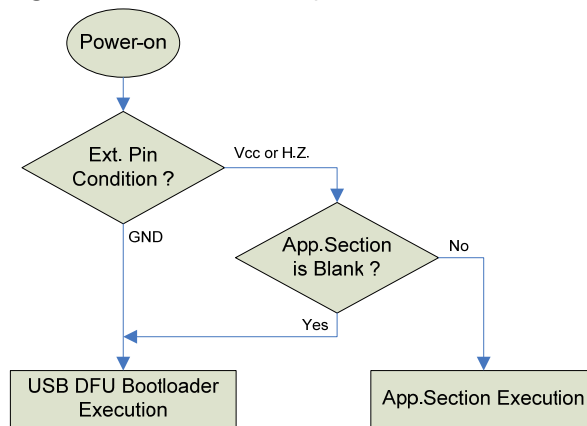 Power-on
Ext. Pin
Condition ?
Vcc or H.Z.
GND
App.Section
is Blank ?
No
Yes
USB DFU Bootloader
Execution
App.Section Execution